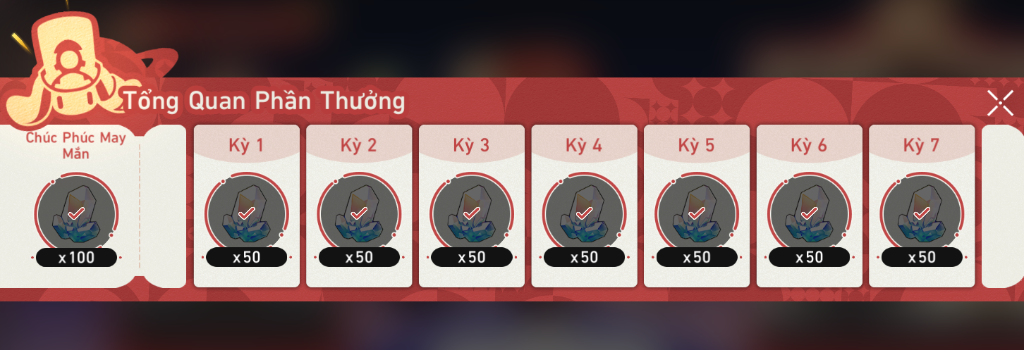 Tổng Quan Phần Thưởng
Chúc Phúc May
Mắn
x100
Kỳ 1
x50
Kỳ 2
x50
Kỳ 3
x50
Kỳ 4
x50
Kỳ 5
x50
Kỳ 6
x50
Kỳ 7
x50